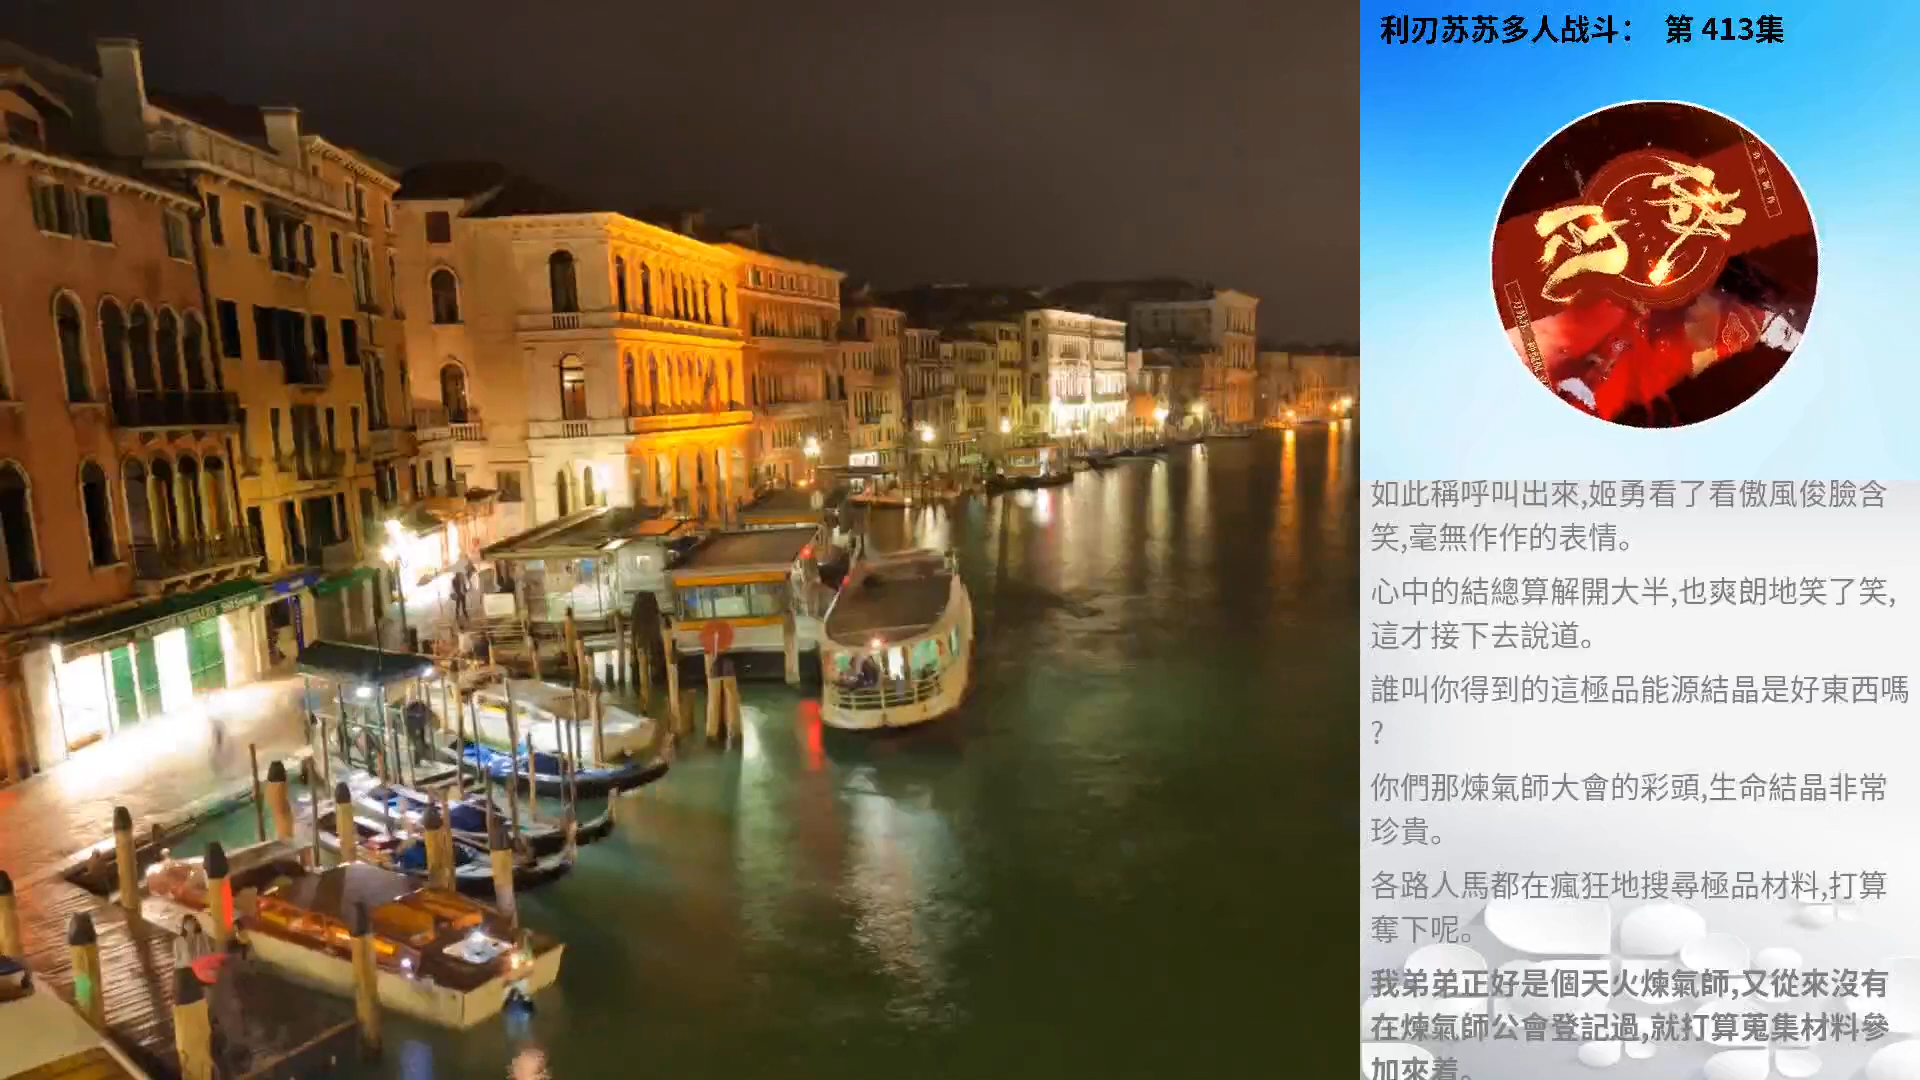 利刃苏苏多人战斗： 第 413集
如此稱呼叫出來,姬勇看了看傲風俊臉含
笑,毫無作作的表情。
心中的結總算解開大半,也爽朗地笑了笑,
這才接下去說道。
誰叫你得到的這極品能源結晶是好東西嗎
?
你們那煉氣師大會的彩頭,生命結晶非常
珍貴。
各路人馬都在瘋狂地搜尋極品材料,打算
奪下呢。
我弟弟正好是個天火煉氣師,又從來沒有
在煉氣師公會登記過,就打算蒐集材料參
加來着。